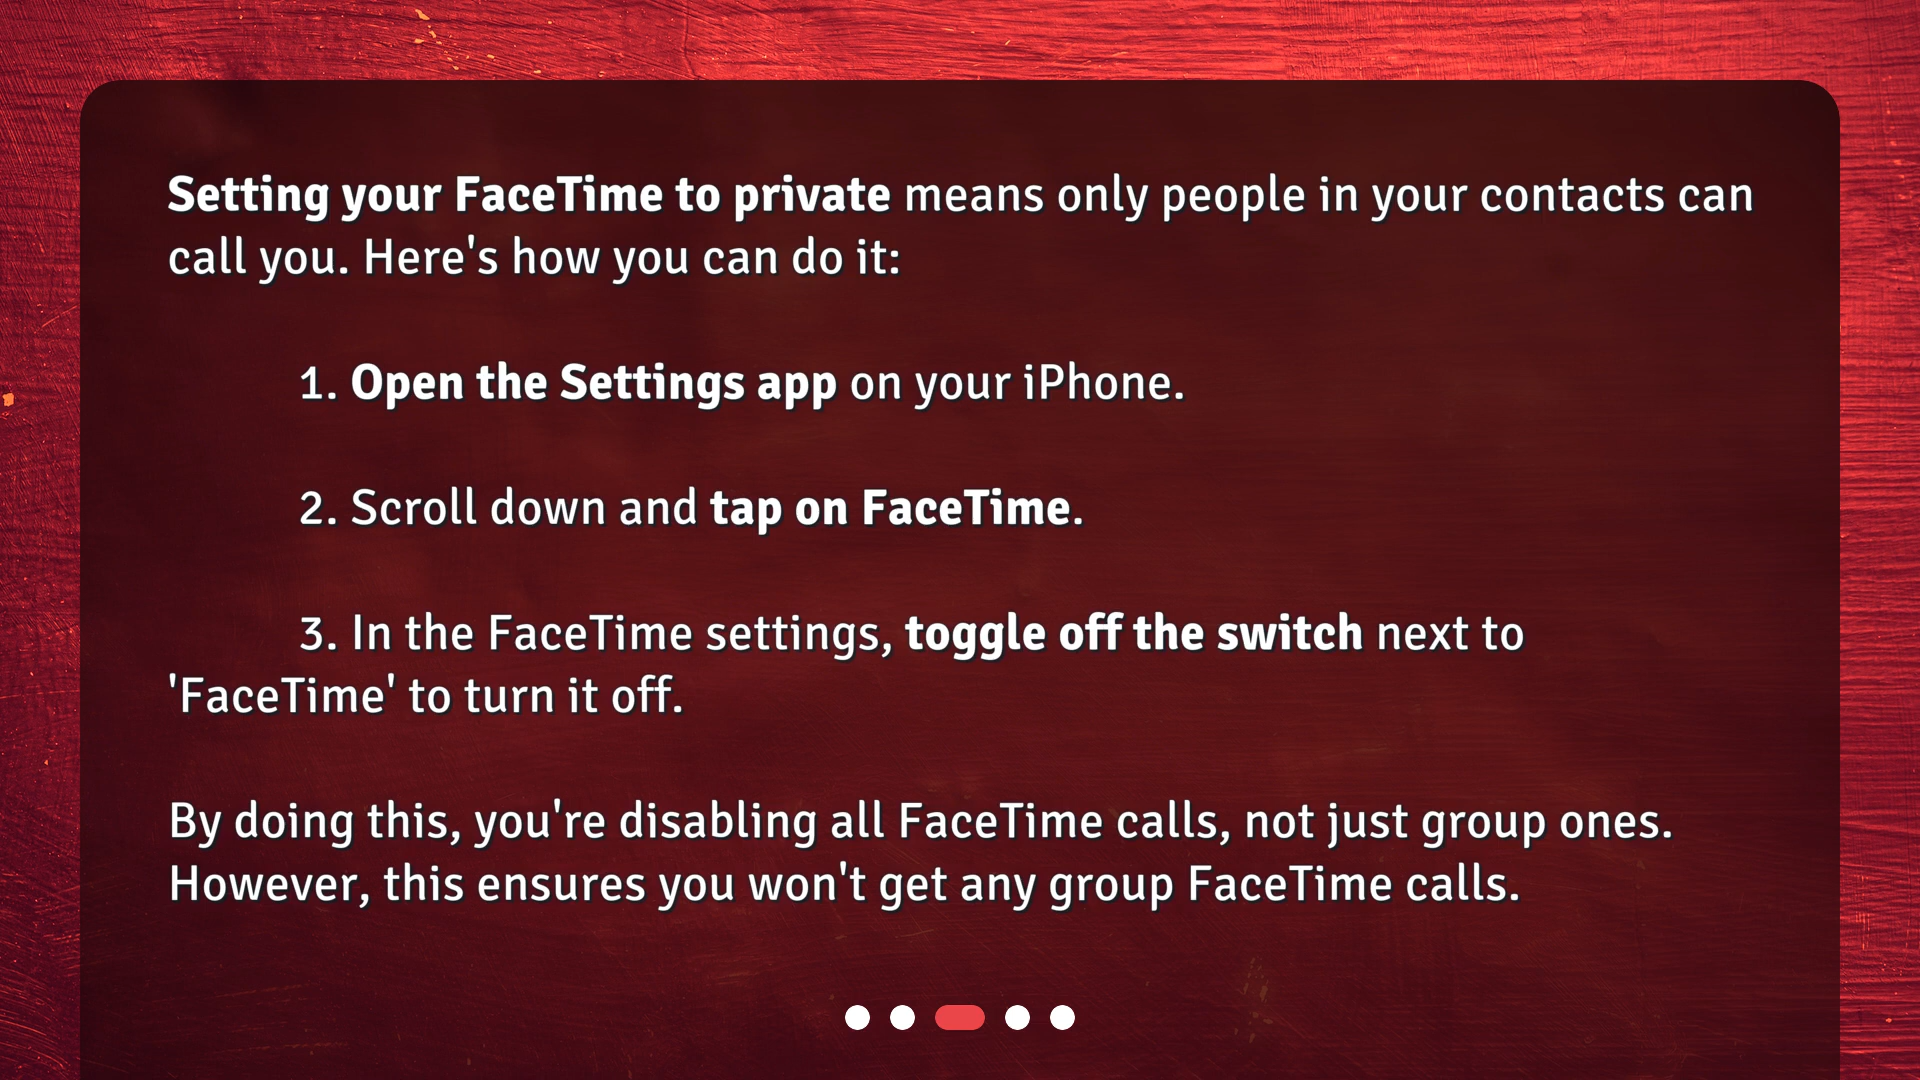 Setting your FaceTime to private means only people in your contacts can
call you. Here's how you can do it:
1. Open the Settings app on your iPhone.
2. Scroll down and tap on FaceTime.
3. In the FaceTime settings, toggle off the switch next to
'FaceTime' to turn it off.
By doing this, you're disabling all FaceTime calls, not just group ones.
However, this ensures you won't get any group FaceTime calls.